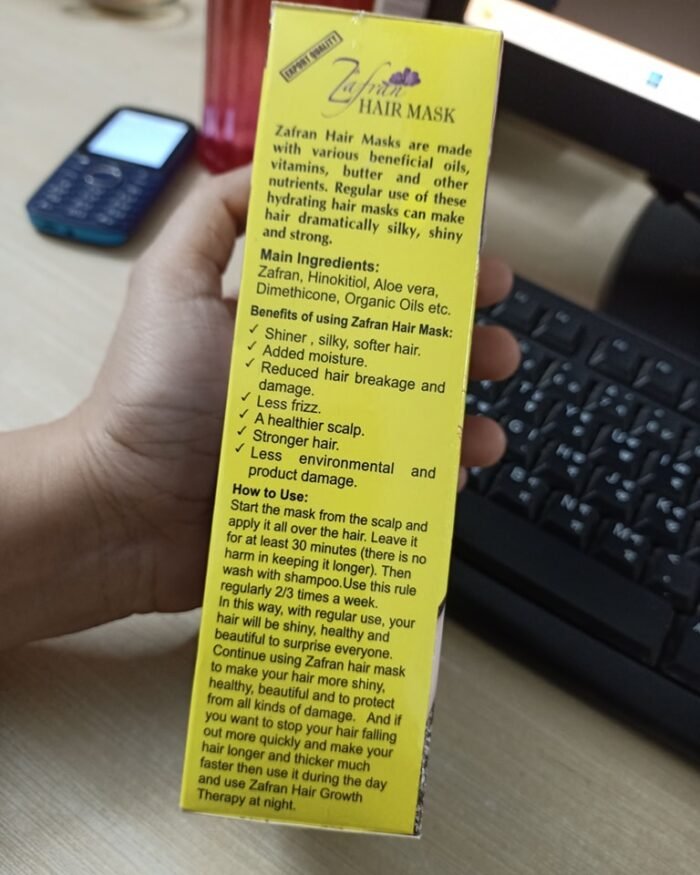 EXPORT QUALITY
Zafran
HAIR MASK
Zafran Hair Masks are made
with various beneficial oils,
vitamins, butter and other
nutrients. Regular use of these
hydrating hair masks can make
hair dramatically silky, shiny
and strong.
Main Ingredients:
Zafran, Hinokitiol, Aloe vera,
Dimethicone, Organic Oils etc.
Benefits of using Zafran Hair Mask:
✓ Shiner , silky, softer hair.
✓ Added moisture.
✓ Reduced hair breakage and
damage.
✓ Less frizz.
✓ A healthier scalp.
✓ Stronger hair.
✓ Less environmental and
product damage.
How to Use:
Start the mask from the scalp and
apply it all over the hair. Leave it
for at least 30 minutes (there is no
harm in keeping it longer). Then
wash with shampoo.Use this rule
regularly 2/3 times a week.
In this way, with regular use, your
hair will be shiny, healthy and
beautiful to surprise everyone.
Continue using Zafran hair mask
to make your hair more shiny,
healthy, beautiful and to protect
from all kinds of damage. And if
you want to stop your hair falling
out more quickly and make your
hair longer and thicker much
faster then use it during the day
and use Zafran Hair Growth
Therapy at night.